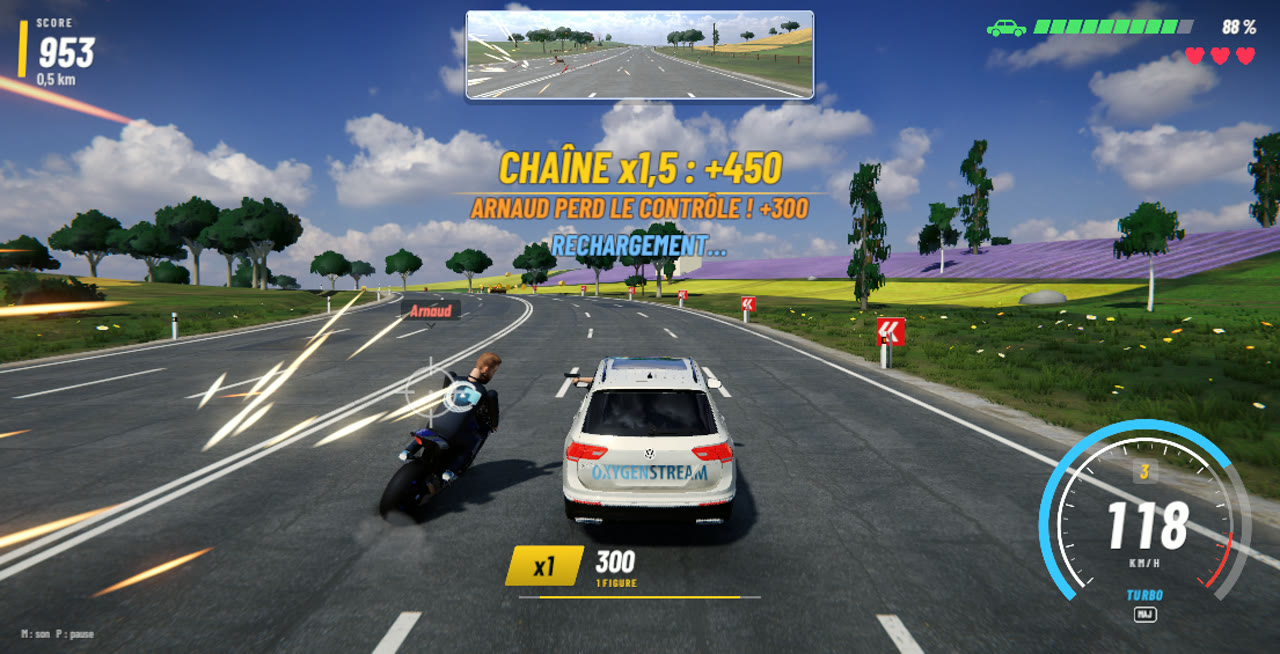 SCORE
953
0,5 km
88 %
CHAÎNE x1,5 : +450
ARNAUD PERD LE CONTRÔLE ! +300
RECHARGEMENT...
Arnaud
OXYGENSTREAM
x1
300
1 FIGURE
3
118
KM/H
TURBO
MAJ
M : son P : pause